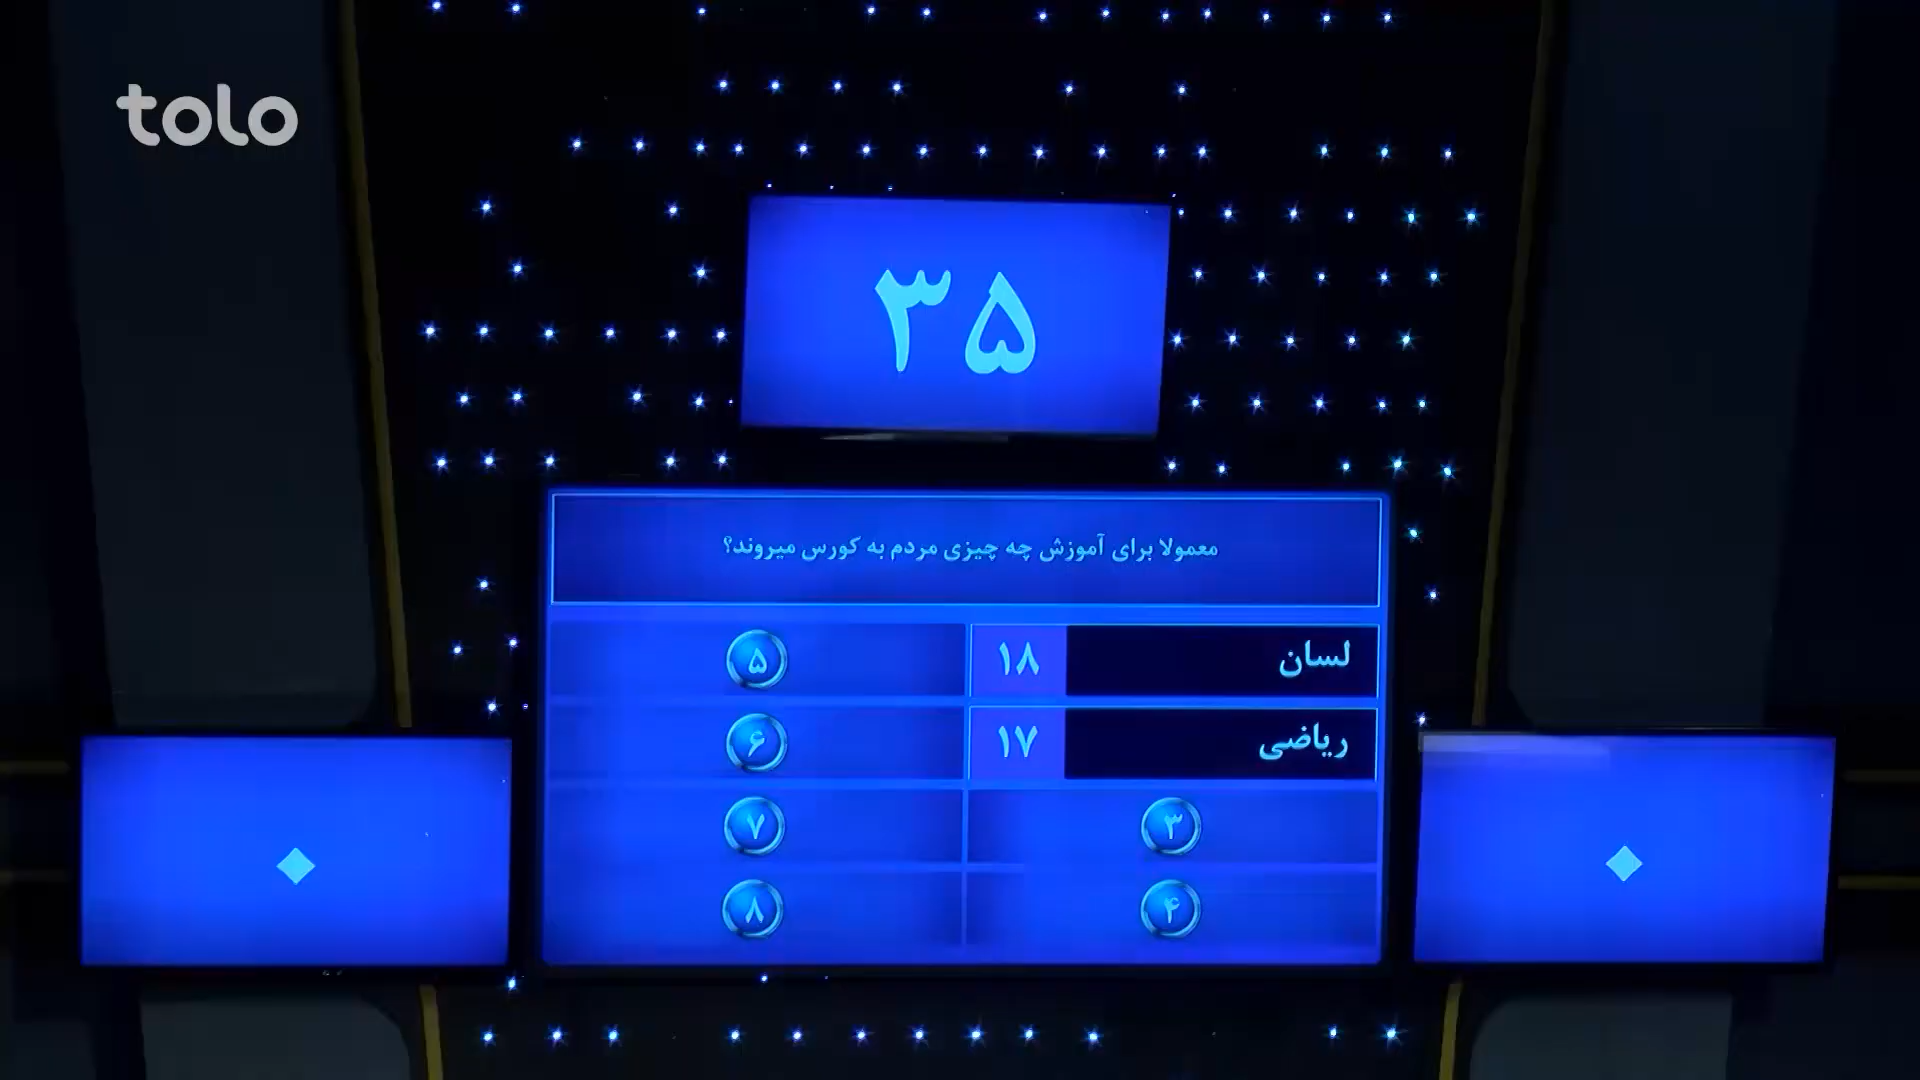 tolo
۳۵
معمولا برای آموزش چه چیزی مردم به کورس میروند؟
لسان ۱۸
۵
ریاضی ۱۷
۶
۳
۷
۴
۸